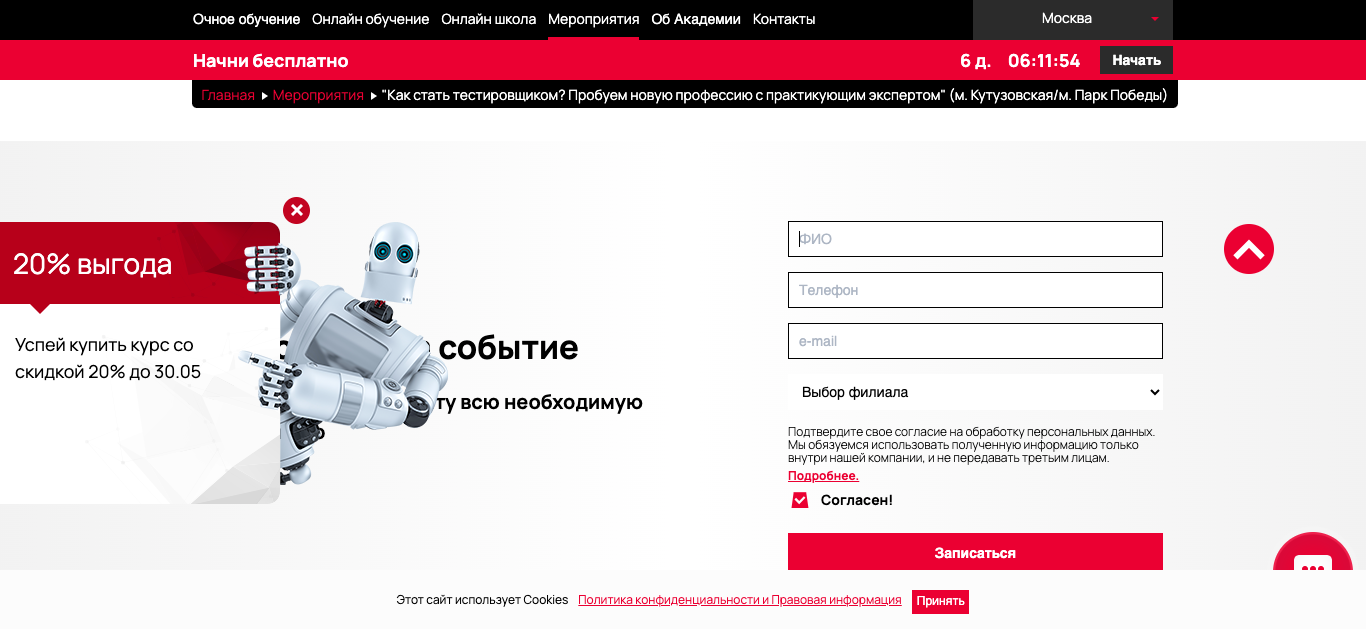 Очное обучение Онлайн обучение Онлайн школа Мероприятия Об Академии Контакты Москва
Начни бесплатно 6 д. 06:11:54 Начать
Главная Мероприятия "Как стать тестировщиком? Пробуем новую профессию с практикующим экспертом" (м. Кутузовская/м. Парк Победы)
20% выгода
Успей купить курс со
скидкой 20% до 30.05
событие
всю необходимую
ФИО
Телефон
e-mail
Выбор филиала
Подтвердите свое согласие на обработку персональных данных.
Мы обязуемся использовать полученную информацию только
внутри нашей компании, и не передавать третьим лицам.
Подробнее.
Согласен!
Записаться
Этот сайт использует Cookies Политика конфиденциальности и Правовая информация Принять